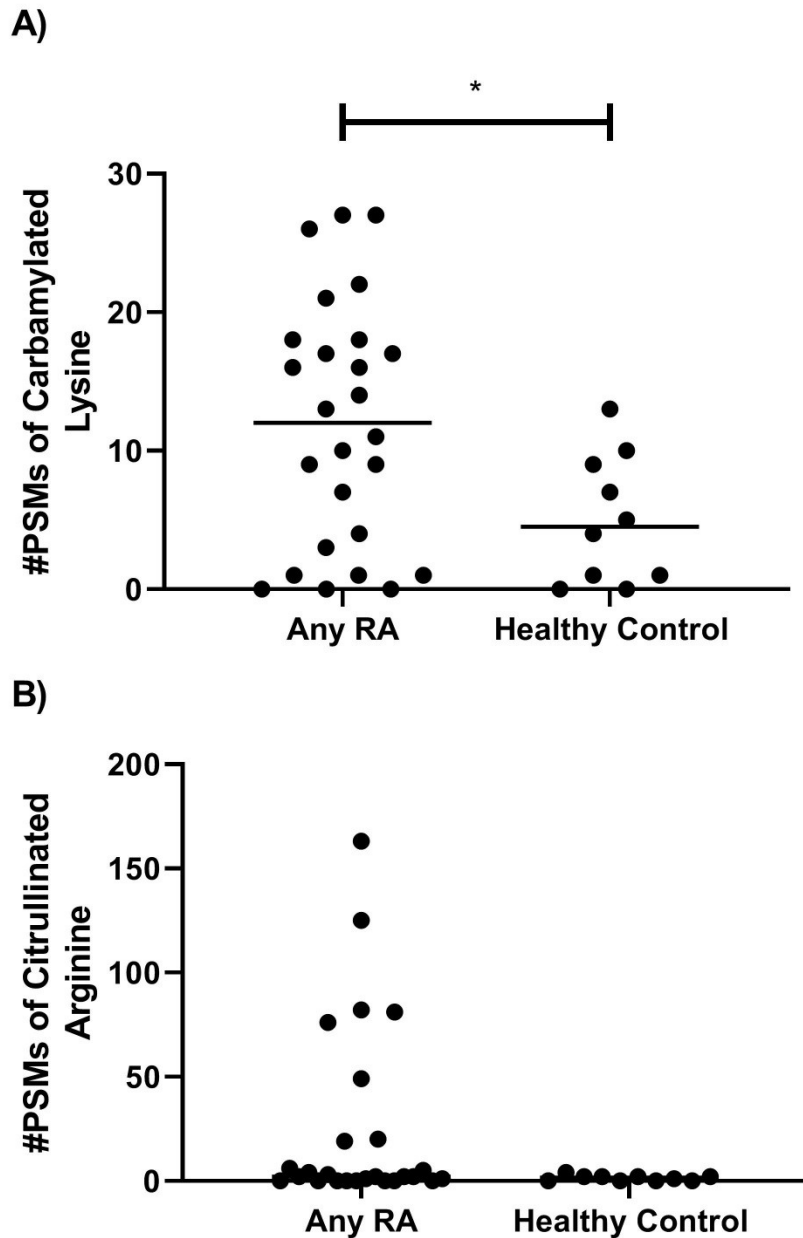 A)
*
#PSMs of Carbamylated
Lysine
30
20
10
0
Any RA
Healthy Control
B)
#PSMs of Citrullinated
Arginine
200
150
100
50
0
Any RA
Healthy Control